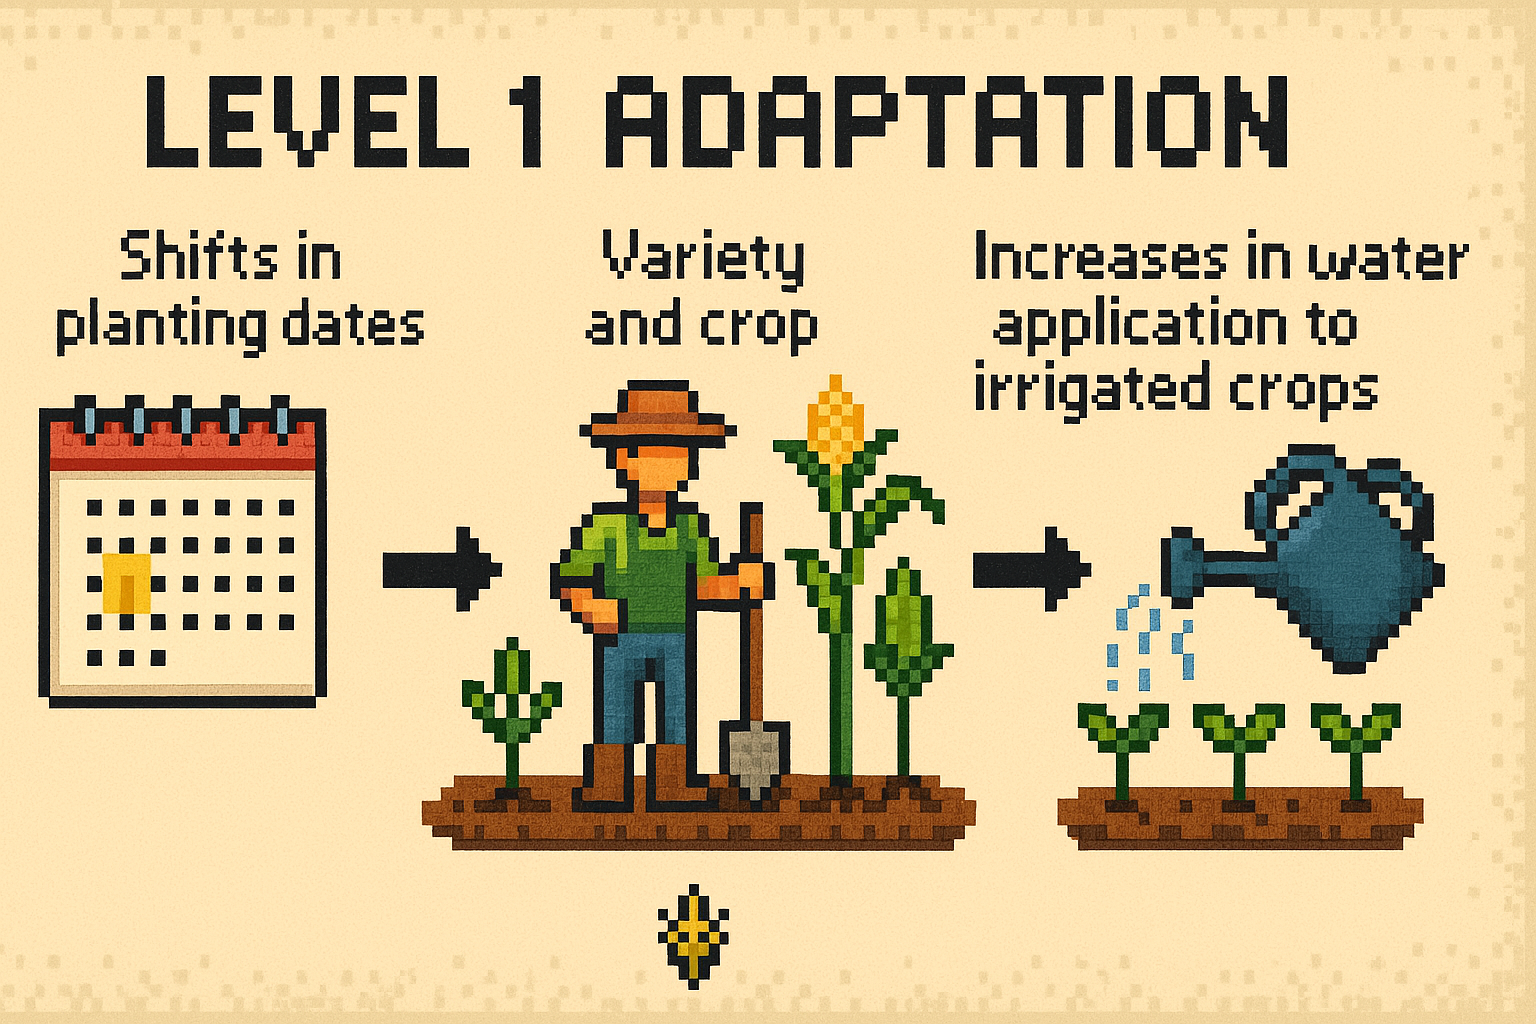 LEVEL 1 ADAPTATION
Shifts in
planting dates
Variety
and crop
Increases in water
application to
irrigated crops